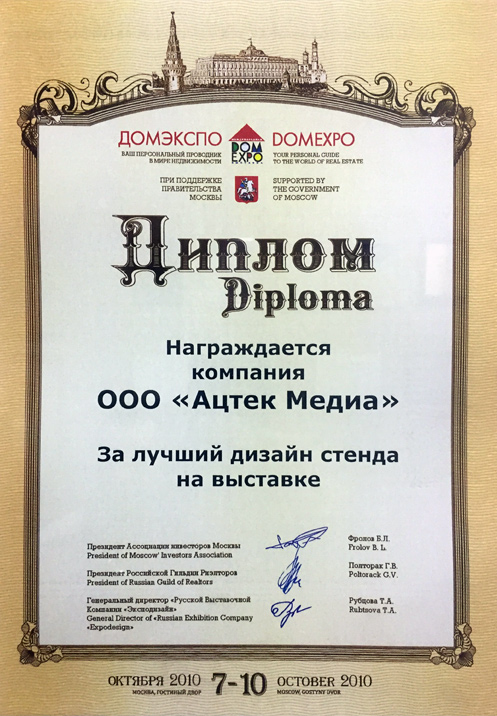 ДОМЭКСПО DOM EXPO DOMEXPO
ВАШ ПЕРСОНАЛЬНЫЙ ПРОВОДНИК YOUR PERSONAL GUIDE
В МИРЕ НЕДВИЖИМОСТИ TO THE WORLD OF REAL ESTATE
ПРИ ПОДДЕРЖКЕ SUPPORTED BY
ПРАВИТЕЛЬСТВА THE GOVERNMENT
МОСКВЫ OF MOSCOW
Диплом
Diploma
Награждается
компания
ООО «Ацтек Медиа»
За лучший дизайн стенда
на выставке
Президент Ассоциации инвесторов Москвы Фролов Б.Л.
President of Moscow' Investors Association Frolov B. L.
Президент Российской Гильдии Риэлторов Полторак Г.В.
President of Russian Guild of Realtors Poltorack G.V.
Генеральный директор «Русской Выставочной Рубцова Т.А.
Компании «Эксподизайн» Rubtsova T.A.
General Director of «Russian Exhibition Company
«Expodesign»
ОКТЯБРЯ 2010 7-10 OCTOBER 2010
МОСКВА, ГОСТИНЫЙ ДВОР MOSCOW, GOSTYNY DVOR